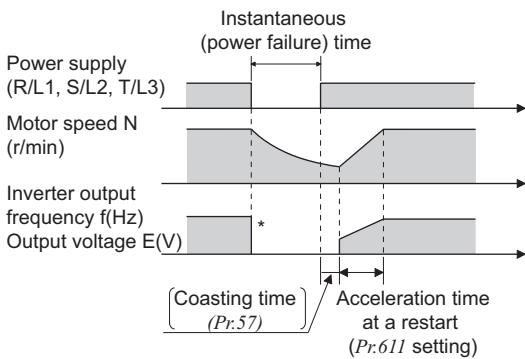 Instantaneous
(power failure) time
Power supply
(R/L1, S/L2, T/L3)
Motor speed N
(r/min)
Inverter output
frequency f(Hz)
Output voltage E(V)
*
Coasting time
(Pr.57)
Acceleration time
at a restart
(Pr.611 setting)